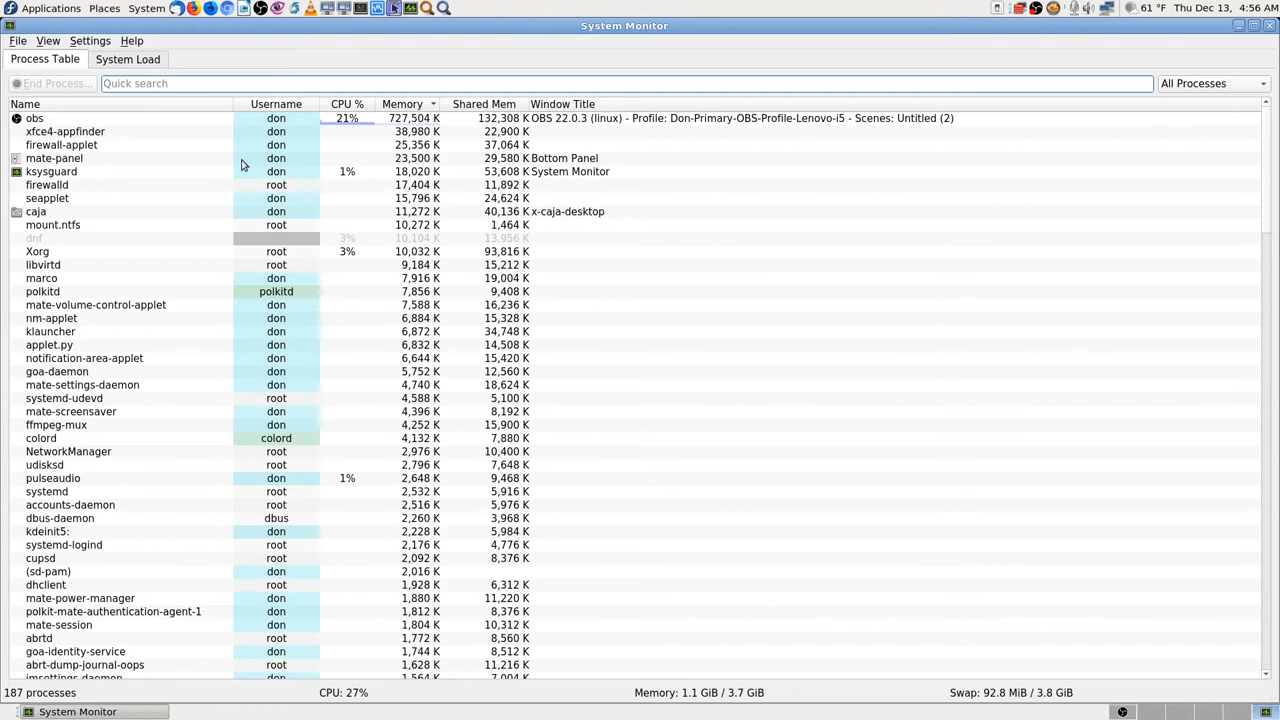 Applications Places System 61 °F Thu Dec 13, 4:56 AM
System Monitor
File View Settings Help
Process Table System Load
End Process... Quick search All Processes
Name Username CPU % Memory Shared Mem Window Title
obs don 21% 727,504 K 132,308 K OBS 22.0.3 (linux) - Profile: Don-Primary-OBS-Profile-Lenovo-i5 - Scenes: Untitled (2)
xfce4-appfinder don 38,980 K 22,900 K
firewall-applet don 25,356 K 37,064 K
mate-panel don 23,500 K 29,580 K Bottom Panel
ksysguard don 1% 18,020 K 53,608 K System Monitor
firewalld root 17,404 K 11,892 K
seapplet don 15,796 K 24,624 K
caja don 11,272 K 40,136 K x-caja-desktop
mount.ntfs root 10,272 K 1,464 K
dnf 3% 10,104 K 13,956 K
Xorg root 3% 10,032 K 93,816 K
libvirtd root 9,184 K 15,212 K
marco don 7,916 K 19,004 K
polkitd polkitd 7,856 K 9,408 K
mate-volume-control-applet don 7,588 K 16,236 K
nm-applet don 6,884 K 15,328 K
klauncher don 6,872 K 34,748 K
applet.py don 6,832 K 14,508 K
notification-area-applet don 6,644 K 15,420 K
goa-daemon don 5,752 K 12,560 K
mate-settings-daemon don 4,740 K 18,624 K
systemd-udevd root 4,588 K 5,100 K
mate-screensaver don 4,396 K 8,192 K
ffmpeg-mux don 4,252 K 15,900 K
colord colord 4,132 K 7,880 K
NetworkManager root 2,976 K 10,400 K
udisksd root 2,796 K 7,648 K
pulseaudio don 1% 2,648 K 9,468 K
systemd root 2,532 K 5,916 K
accounts-daemon root 2,516 K 5,976 K
dbus-daemon dbus 2,260 K 3,968 K
kdeinit5: don 2,228 K 5,984 K
systemd-logind root 2,176 K 4,776 K
cupsd root 2,092 K 8,376 K
(sd-pam) don 2,016 K
dhclient root 1,928 K 6,312 K
mate-power-manager don 1,880 K 11,220 K
polkit-mate-authentication-agent-1 don 1,812 K 8,376 K
mate-session don 1,804 K 10,312 K
abrtd root 1,772 K 8,560 K
goa-identity-service don 1,744 K 8,364 K
abrt-dump-journal-oops root 1,628 K 11,216 K
imsettings-daemon don 1,564 K 7,004 K
187 processes CPU: 27% Memory: 1.1 GiB / 3.7 GiB Swap: 92.8 MiB / 3.8 GiB
System Monitor